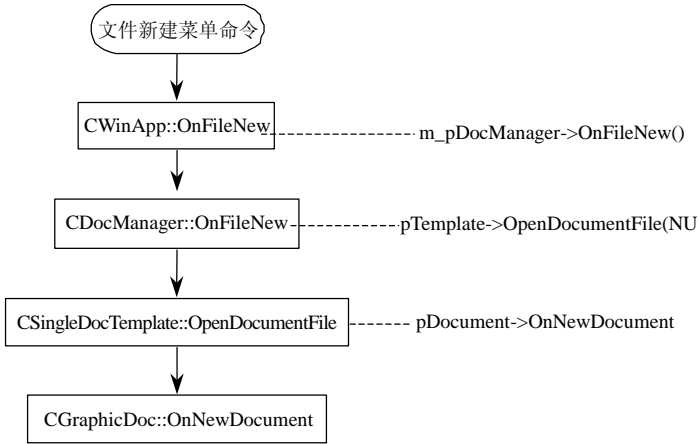 文件新建菜单命令
CWinApp::OnFileNew
m_pDocManager->OnFileNew()
CDocManager::OnFileNew
pTemplate->OpenDocumentFile(NU
CSingleDocTemplate::OpenDocumentFile
pDocument->OnNewDocument
CGraphicDoc::OnNewDocument